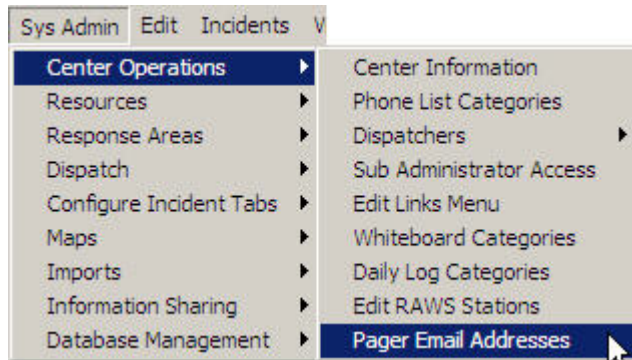 Sys Admin Edit Incidents
Center Operations
Resources
Response Areas
Dispatch
Configure Incident Tabs
Maps
Imports
Information Sharing
Database Management
Center Information
Phone List Categories
Dispatchers
Sub Administrator Access
Edit Links Menu
Whiteboard Categories
Daily Log Categories
Edit RAWS Stations
Pager Email Addresses